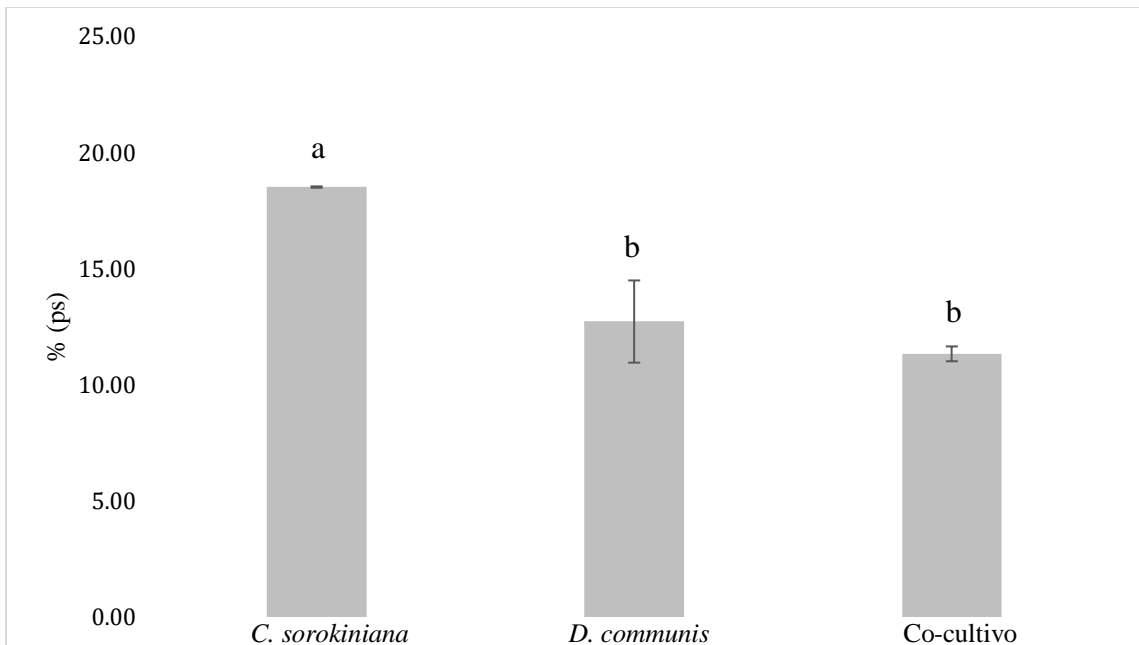 25.00
20.00
15.00
10.00
5.00
0.00
% (ps)
a
b
b
C. sorokiniana D. communis Co-cultivo